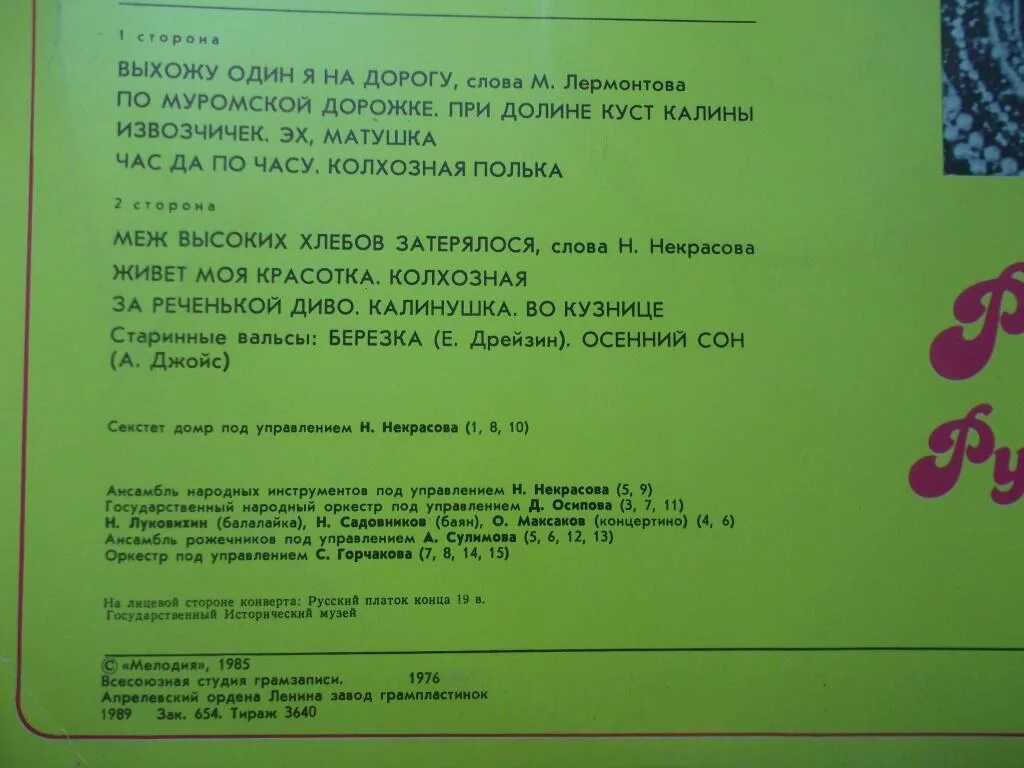 1 сторона
ВЫХОЖУ ОДИН Я НА ДОРОГУ, слова М. Лермонтова
ПО МУРОМСКОЙ ДОРОЖКЕ. ПРИ ДОЛИНЕ КУСТ КАЛИНЫ
ИЗВОЗЧИЧЕК. ЭХ, МАТУШКА
ЧАС ДА ПО ЧАСУ. КОЛХОЗНАЯ ПОЛЬКА
2 сторона
МЕЖ ВЫСОКИХ ХЛЕБОВ ЗАТЕРЯЛОСЯ, слова Н. Некрасова
ЖИВЕТ МОЯ КРАСОТКА. КОЛХОЗНАЯ
ЗА РЕЧЕНЬКОЙ ДИВО. КАЛИНУШКА. ВО КУЗНИЦЕ
Старинные вальсы: БЕРЕЗКА (Е. Дрейзин). ОСЕННИЙ СОН
(А. Джойс)
Секстет домр под управлением Н. Некрасова (1, 8, 10)
Ансамбль народных инструментов под управлением Н. Некрасова (5, 9)
Государственный народный оркестр под управлением Д. Осипова (3, 7, 11)
Н. Луковихин (балалайка), Н. Садовников (баян), О. Максаков (концертино) (4, 6)
Ансамбль рожечников под управлением А. Сулимова (5, 6, 12, 13)
Оркестр под управлением С. Горчакова (7, 8, 14, 15)
На лицевой стороне конверта: Русский платок конца 19 в.
Государственный Исторический музей
© «Мелодия», 1985
Всесоюзная студия грамзаписи. 1976
Апрелевский ордена Ленина завод грампластинок
1989 Зак. 654. Тираж 3640